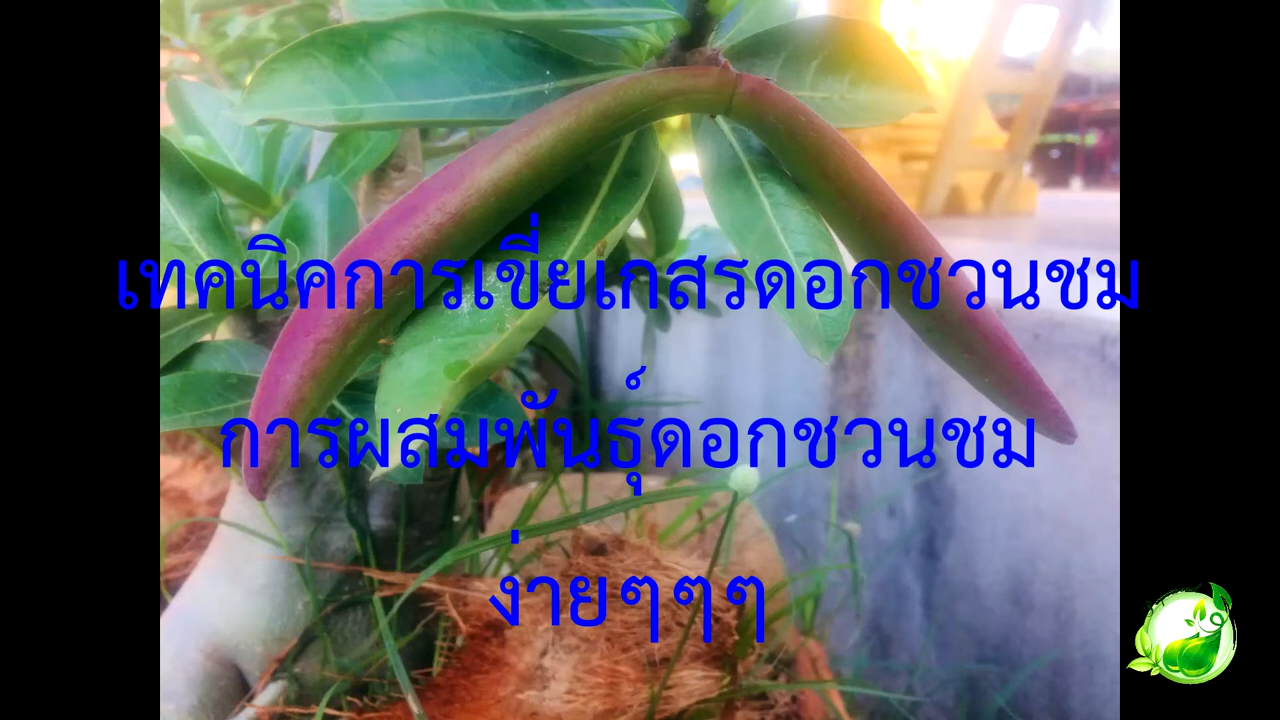 เทคนิคการเขี่ยเกสรดอกชวนชม
การผสมพันธุ์ดอกชวนชม
ง่ายๆๆๆ